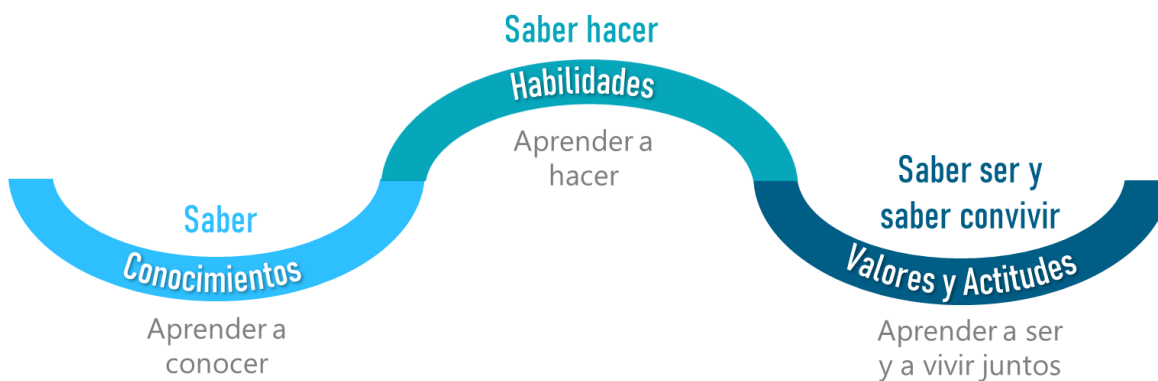 Saber
Conocimientos
Aprender a
conocer
Saber hacer
Habilidades
Aprender a
hacer
Saber ser y
saber convivir
Valores y Actitudes
Aprender a ser
y a vivir juntos